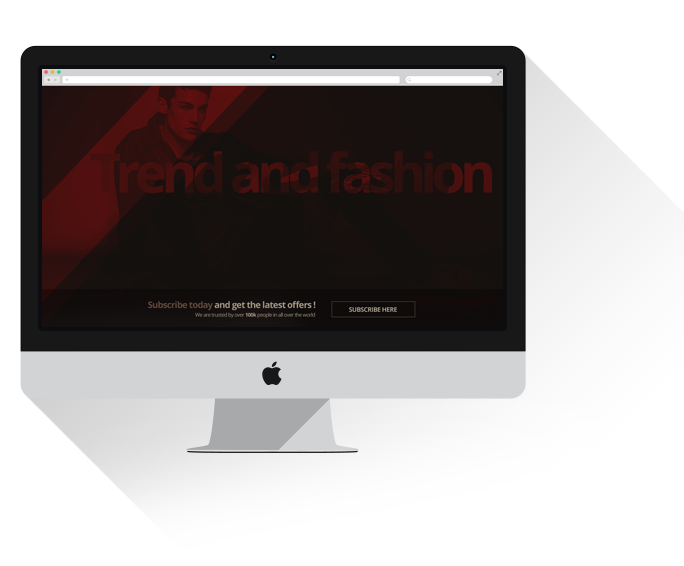 Trend and fashion
Subscribe today and get the latest offers !
We are trusted by over 100k people in all over the world
SUBSCRIBE HERE